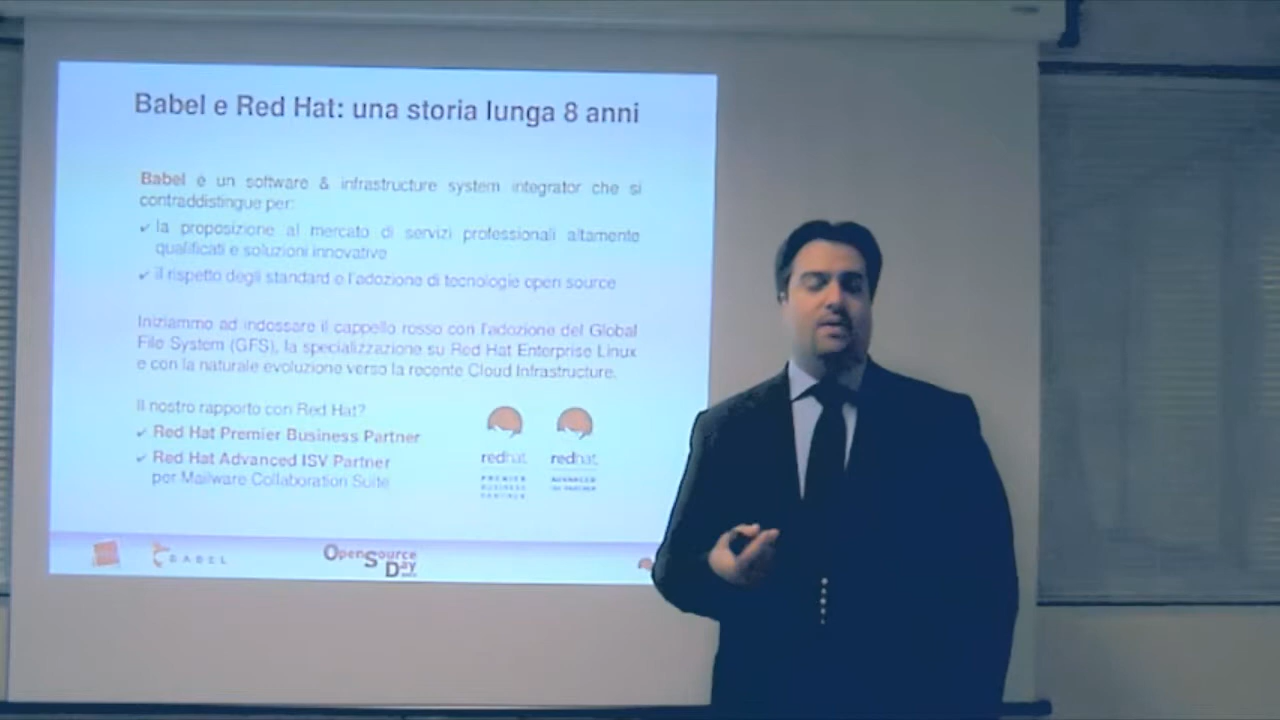 Babel e Red Hat: una storia lunga 8 anni
Babel è un software & infrastructure system integrator che si
contraddistingue per:
✓ la proposizione al mercato di servizi professionali altamente
qualificati e soluzioni innovative
✓ il rispetto degli standard e l'adozione di tecnologie open source
Iniziammo ad indossare il cappello rosso con l'adozione del Global
File System (GFS), la specializzazione su Red Hat Enterprise Linux
e con la naturale evoluzione verso la recente Cloud Infrastructure.
Il nostro rapporto con Red Hat?
✓ Red Hat Premier Business Partner
✓ Red Hat Advanced ISV Partner
per Mailware Collaboration Suite
redhat. redhat.
PREMIER ADVANCED
BUSINESS ISV PARTNER
PARTNER
BABEL
OpenSource
Day